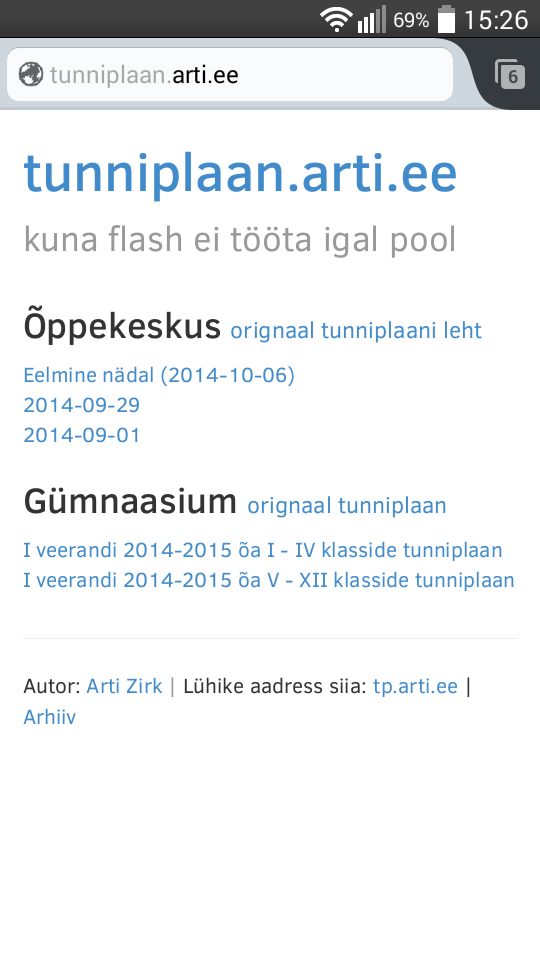 69% 15:26
tunniplaan.arti.ee 6
tunniplaan.arti.ee
kuna flash ei tööta igal pool
Õppekeskus orignaal tunniplaani leht
Eelmine nädal (2014-10-06)
2014-09-29
2014-09-01
Gümnaasium orignaal tunniplaan
I veerandi 2014-2015 õa I - IV klasside tunniplaan
I veerandi 2014-2015 õa V - XII klasside tunniplaan
Autor: Arti Zirk | Lühike aadress siia: tp.arti.ee |
Arhiiv